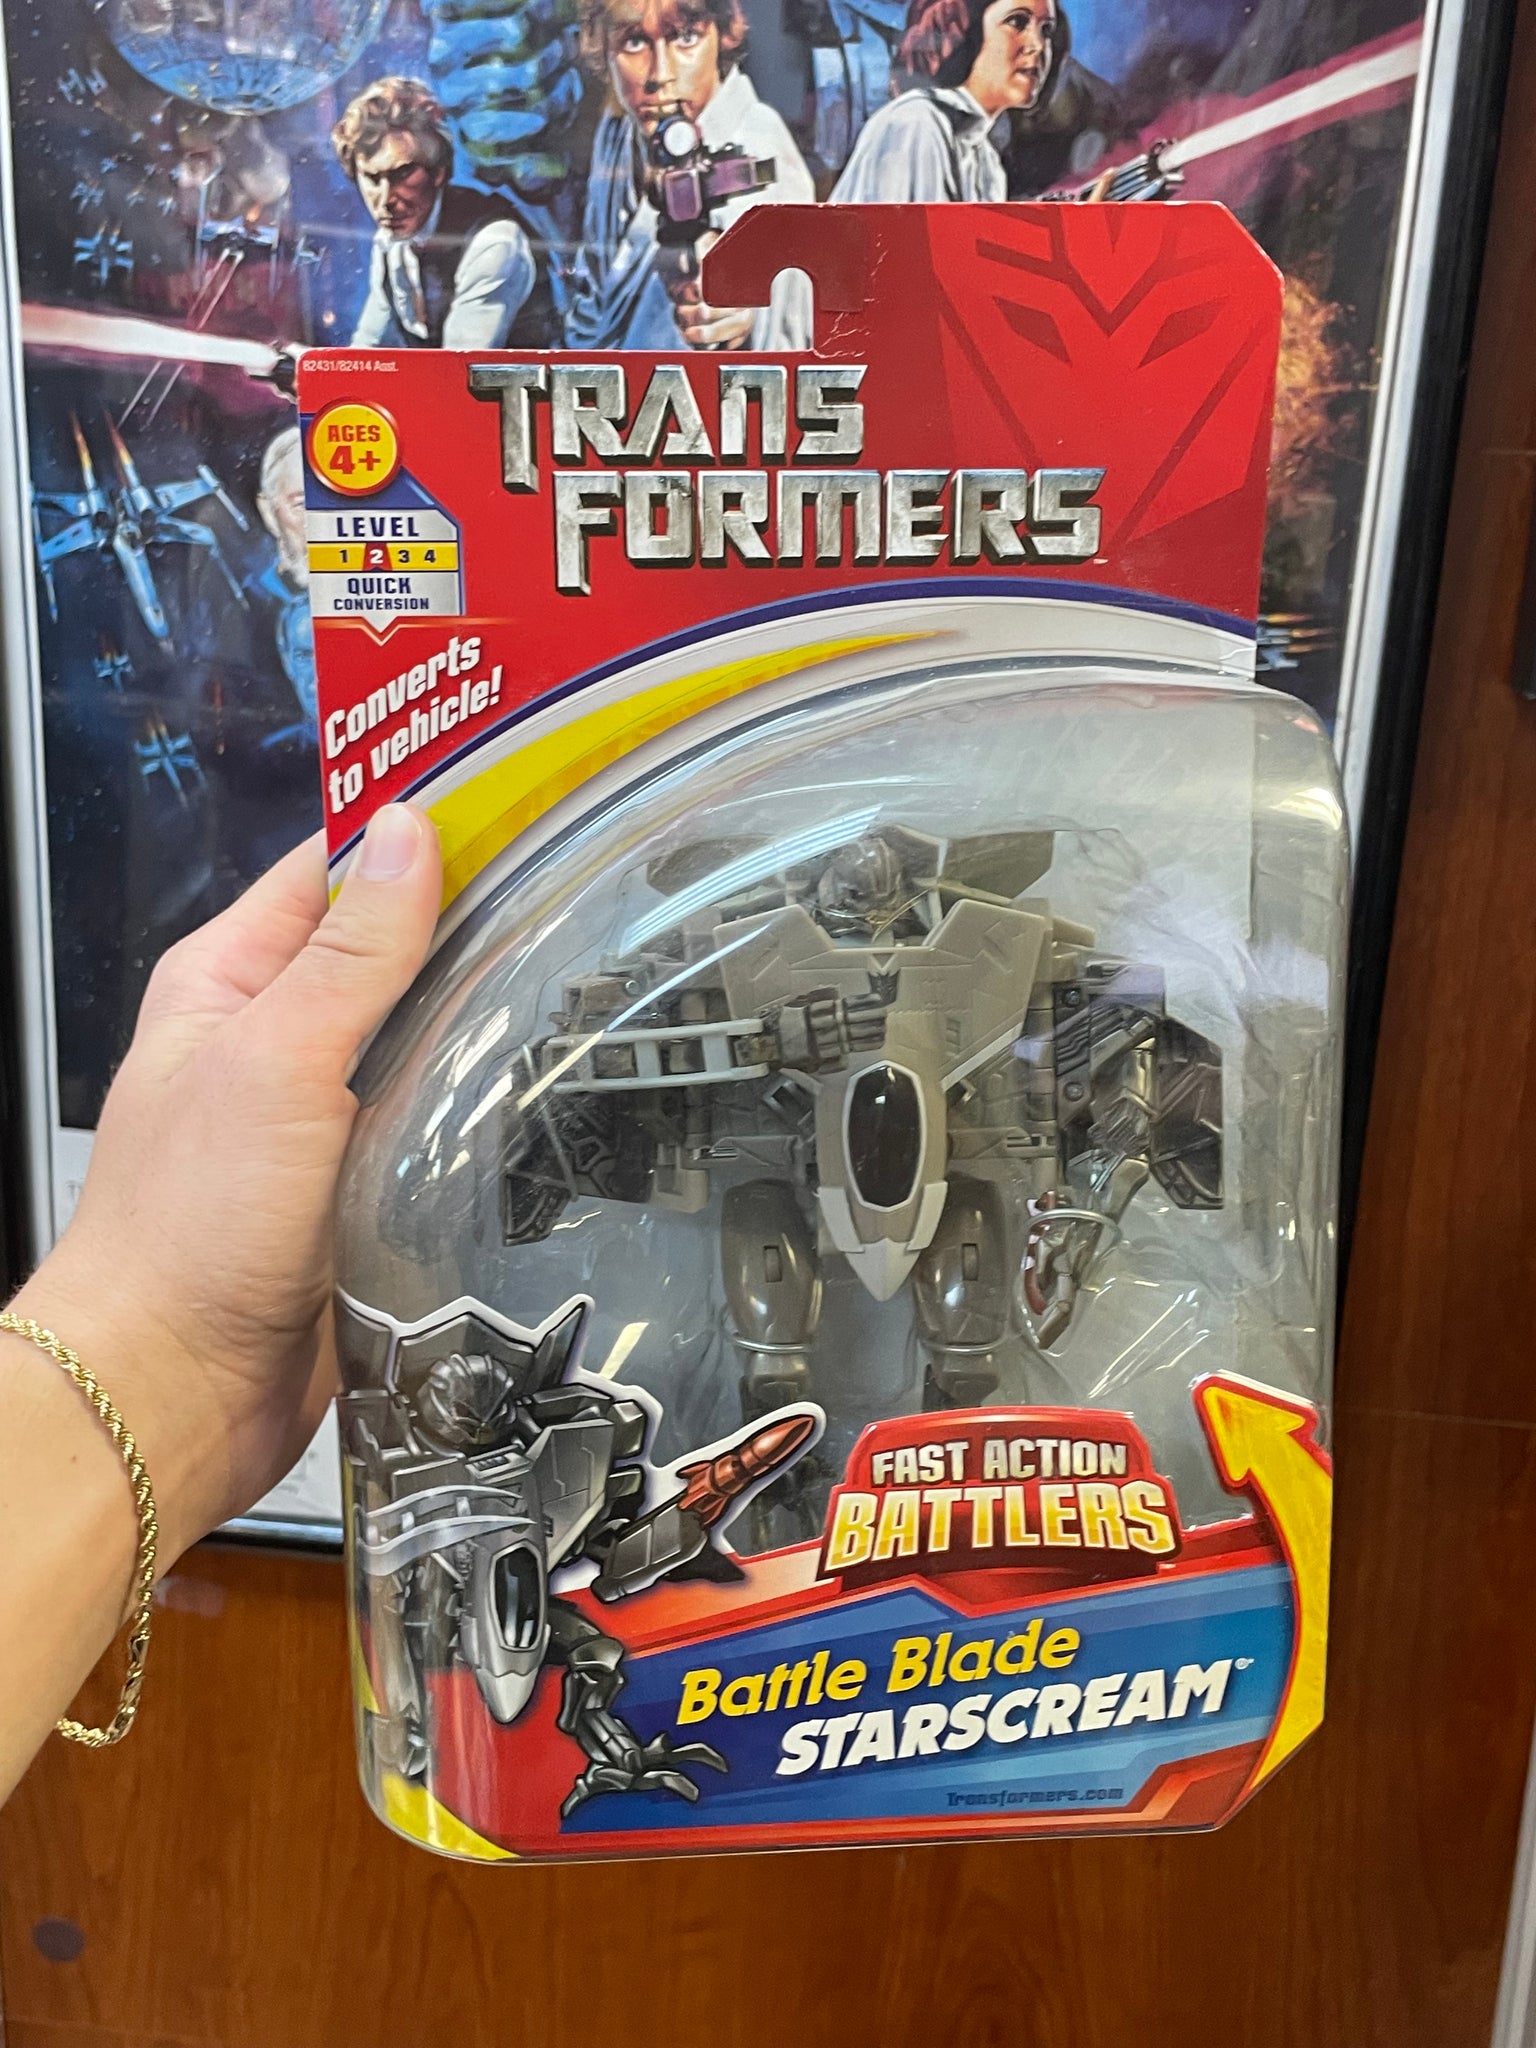 82431/82414 Asst.
AGES
4+
LEVEL
1 2 3 4
QUICK
CONVERSION
Converts
to vehicle!
TRANS
FORMERS
FAST ACTION
BATTLERS
Battle Blade
STARSCREAM®
Transformers.com